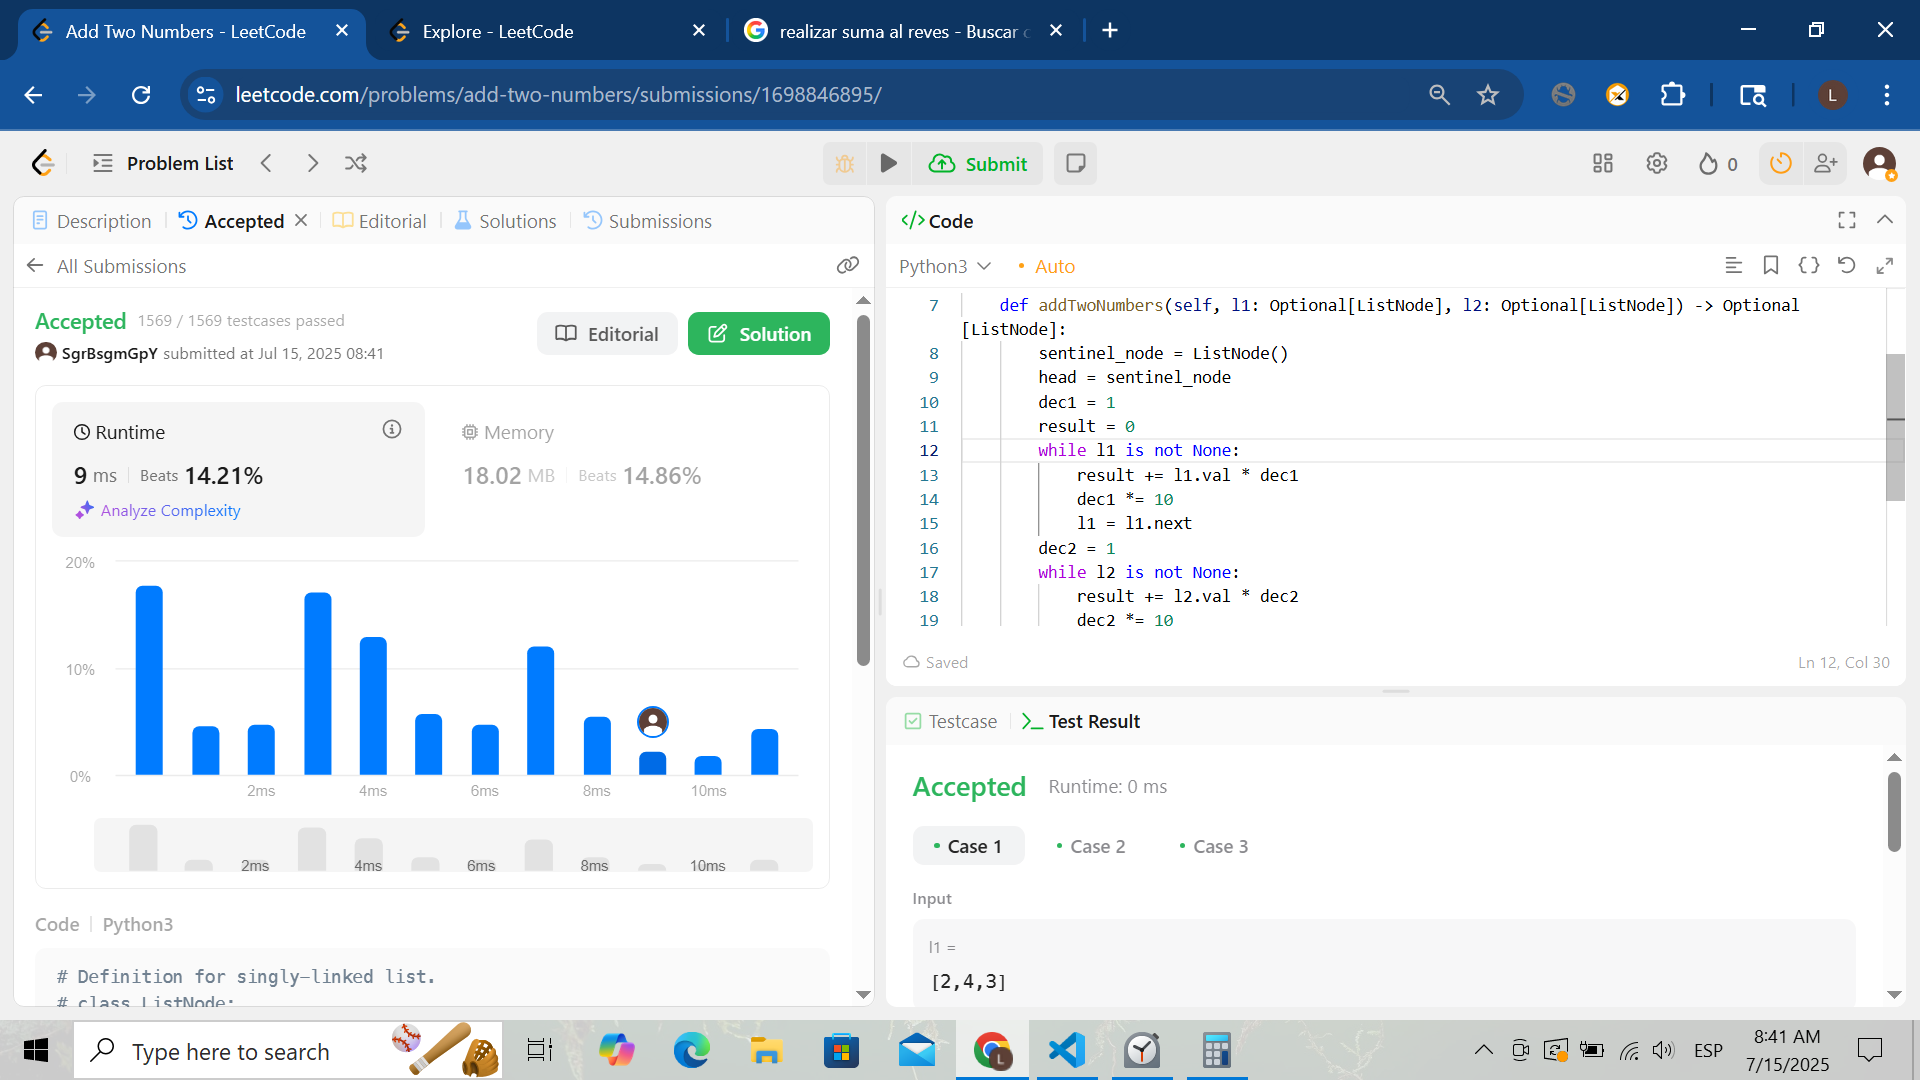 Add Two Numbers - LeetCode
Explore - LeetCode
realizar suma al reves - Buscar
leetcode.com/problems/add-two-numbers/submissions/1698846895/
L
Problem List
Submit
0
Description
Accepted
Editorial
Solutions
Submissions
All Submissions
Accepted 1569 / 1569 testcases passed
SgrBsgmGpY submitted at Jul 15, 2025 08:41
Editorial
Solution
Runtime
9 ms Beats 14.21%
Analyze Complexity
Memory
18.02 MB Beats 14.86%
20%
10%
0%
2ms 4ms 6ms 8ms 10ms
2ms 4ms 6ms 8ms 10ms
Code | Python3
# Definition for singly-linked list.
# class ListNode:
</> Code
Python3 • Auto
7 def addTwoNumbers(self, l1: Optional[ListNode], l2: Optional[ListNode]) -> Optional
[ListNode]:
8 sentinel_node = ListNode()
9 head = sentinel_node
10 dec1 = 1
11 result = 0
12 while l1 is not None:
13 result += l1.val * dec1
14 dec1 *= 10
15 l1 = l1.next
16 dec2 = 1
17 while l2 is not None:
18 result += l2.val * dec2
19 dec2 *= 10
Saved
Ln 12, Col 30
Testcase
>_ Test Result
Accepted Runtime: 0 ms
• Case 1 • Case 2 • Case 3
Input
l1 =
[2,4,3]
Type here to search
L
ESP
8:41 AM
7/15/2025